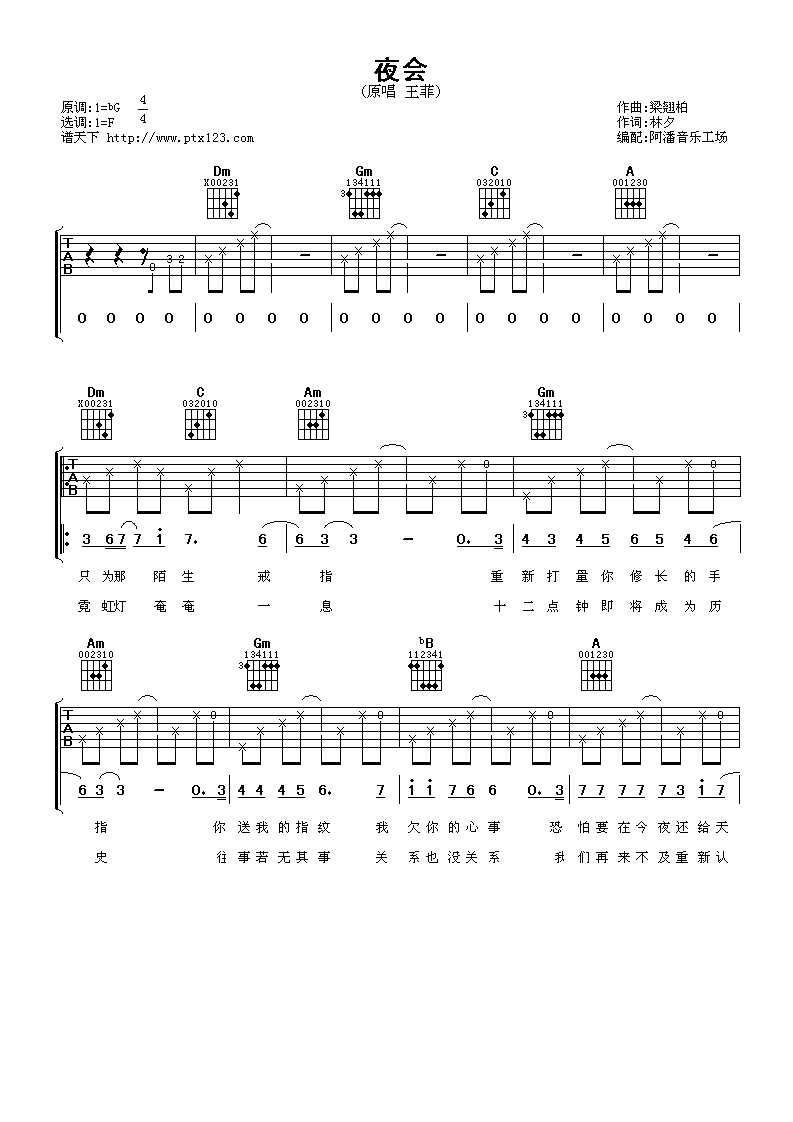 夜会
(原唱 王菲)
原调:1=bG 4/4
选调:1=F
谱天下 http://www.ptx123.com
作曲:梁翘柏
作词:林夕
编配:阿潘音乐工场
Dm Gm C A
X00231 134111 032010 001230
3
T A B
0 3 2
0 0 0 0 0 0 0 0 0 0 0 0 0 0 0 0 0 0 0 0
Dm C Am Gm
X00231 032010 002310 134111
3
T A B
0 0
3 6 7 7 1 7. 6 6 3 3 - 0. 3 4 3 4 5 6 5 4 6
只 为那 陌 生 戒 指 重 新 打 量 你 修 长 的 手
霓 虹灯 奄 奄 一 息 十 二 点 钟 即 将 成 为 历
Am Gm bB A
002310 134111 112341 001230
3
T A B
0 0 0 0
6 3 3 - 0. 3 4 4 4 5 6. 7 1 1 7 6 6 0. 3 7 7 7 7 7 3 1 7
指 你 送 我 的 指 纹 我 欠 你 的 心 事 恐 怕 要 在 今 夜 还 给 天
史 往 事 若 无 其 事 关 系 也 没 关 系 我 们 再 来 不 及 重 新 认